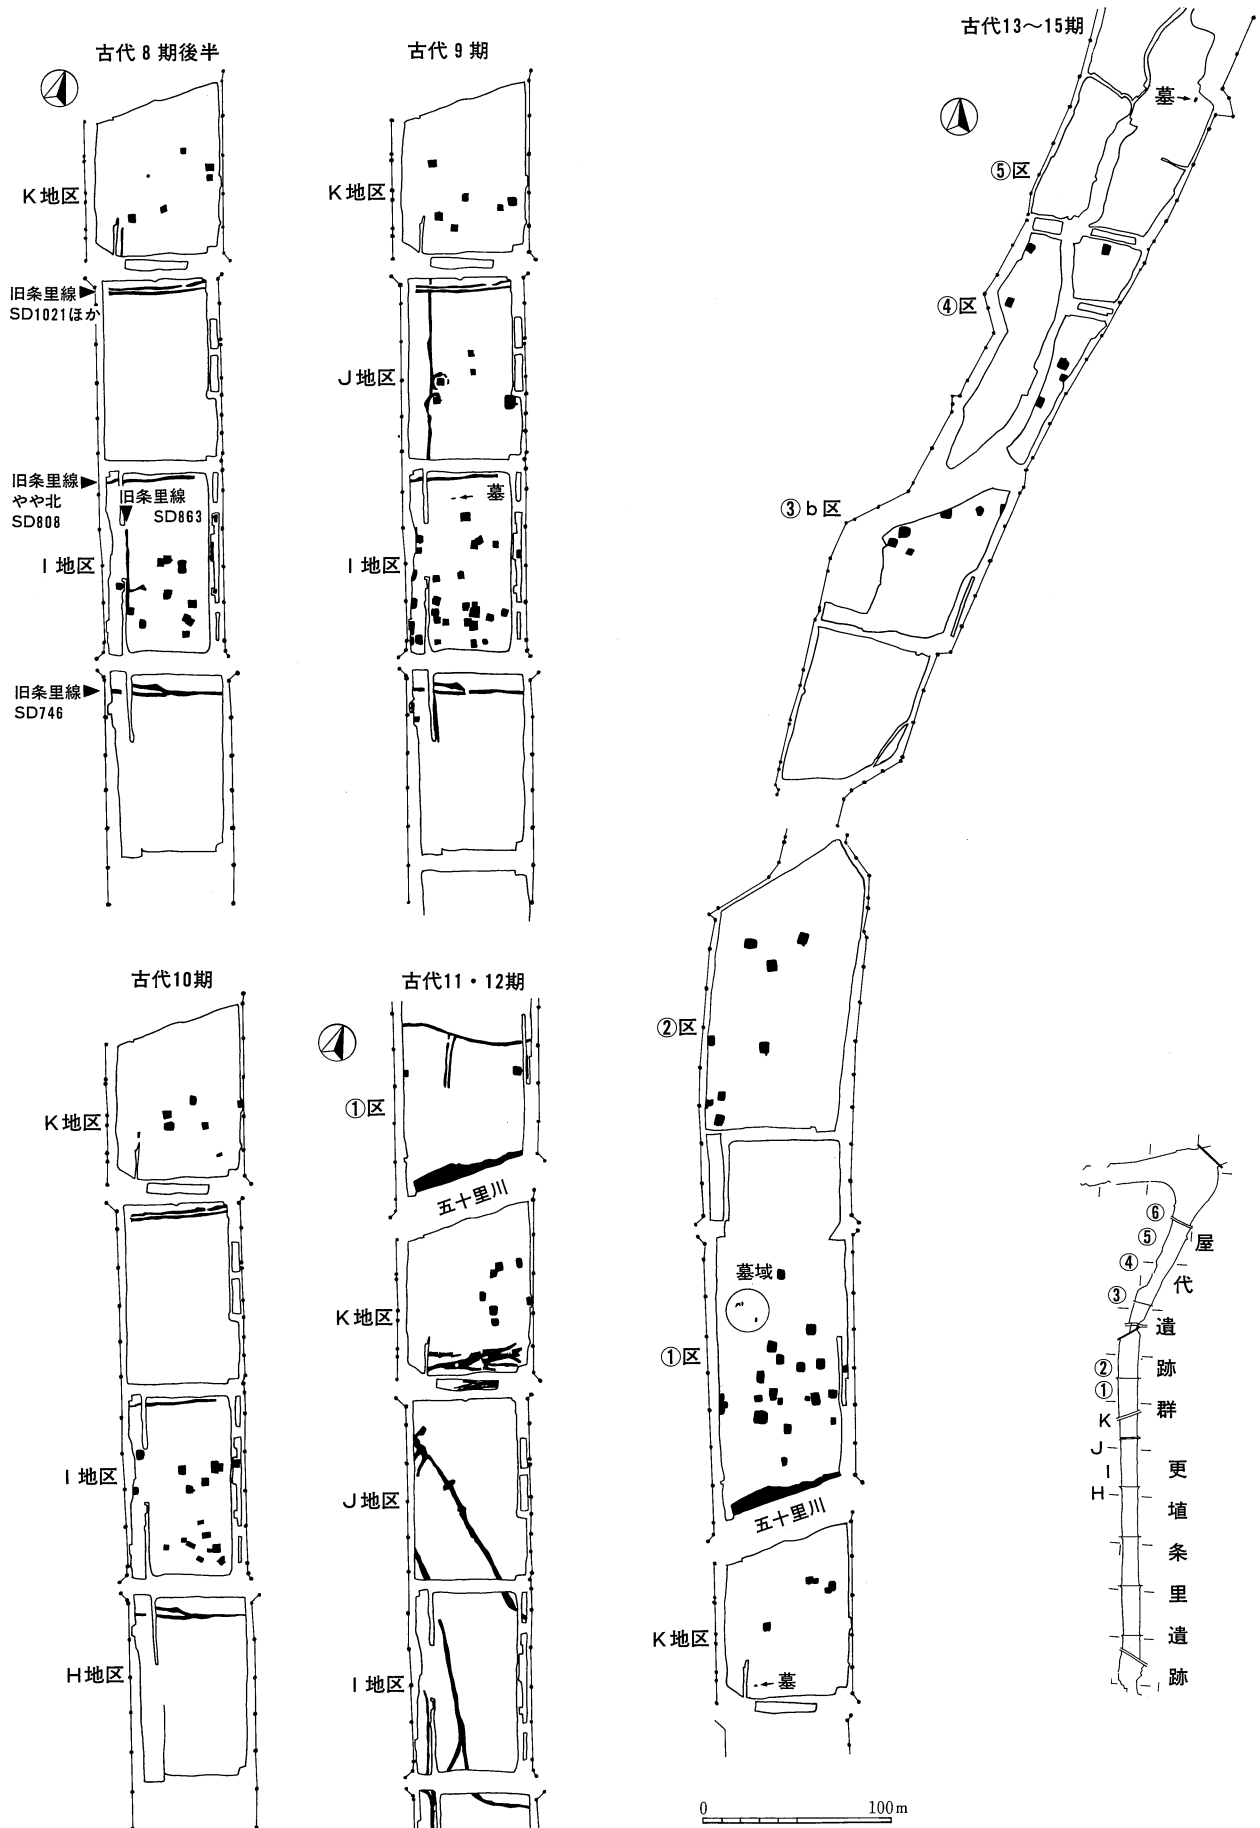 古代8期後半
K地区
旧条里線
SD1021ほか
旧条里線
やや北
SD808
旧条里線
SD863
I地区
旧条里線
SD746
古代9期
K地区
J地区
墓
I地区
古代10期
K地区
I地区
H地区
古代11・12期
①区
五十里川
K地区
J地区
I地区
古代13〜15期
墓
⑤区
④区
③b区
②区
墓域
①区
五十里川
K地区
墓
0 100m
⑥
⑤
④
③
②
①
K
J
I
H
屋代遺跡群
更埴条里遺跡